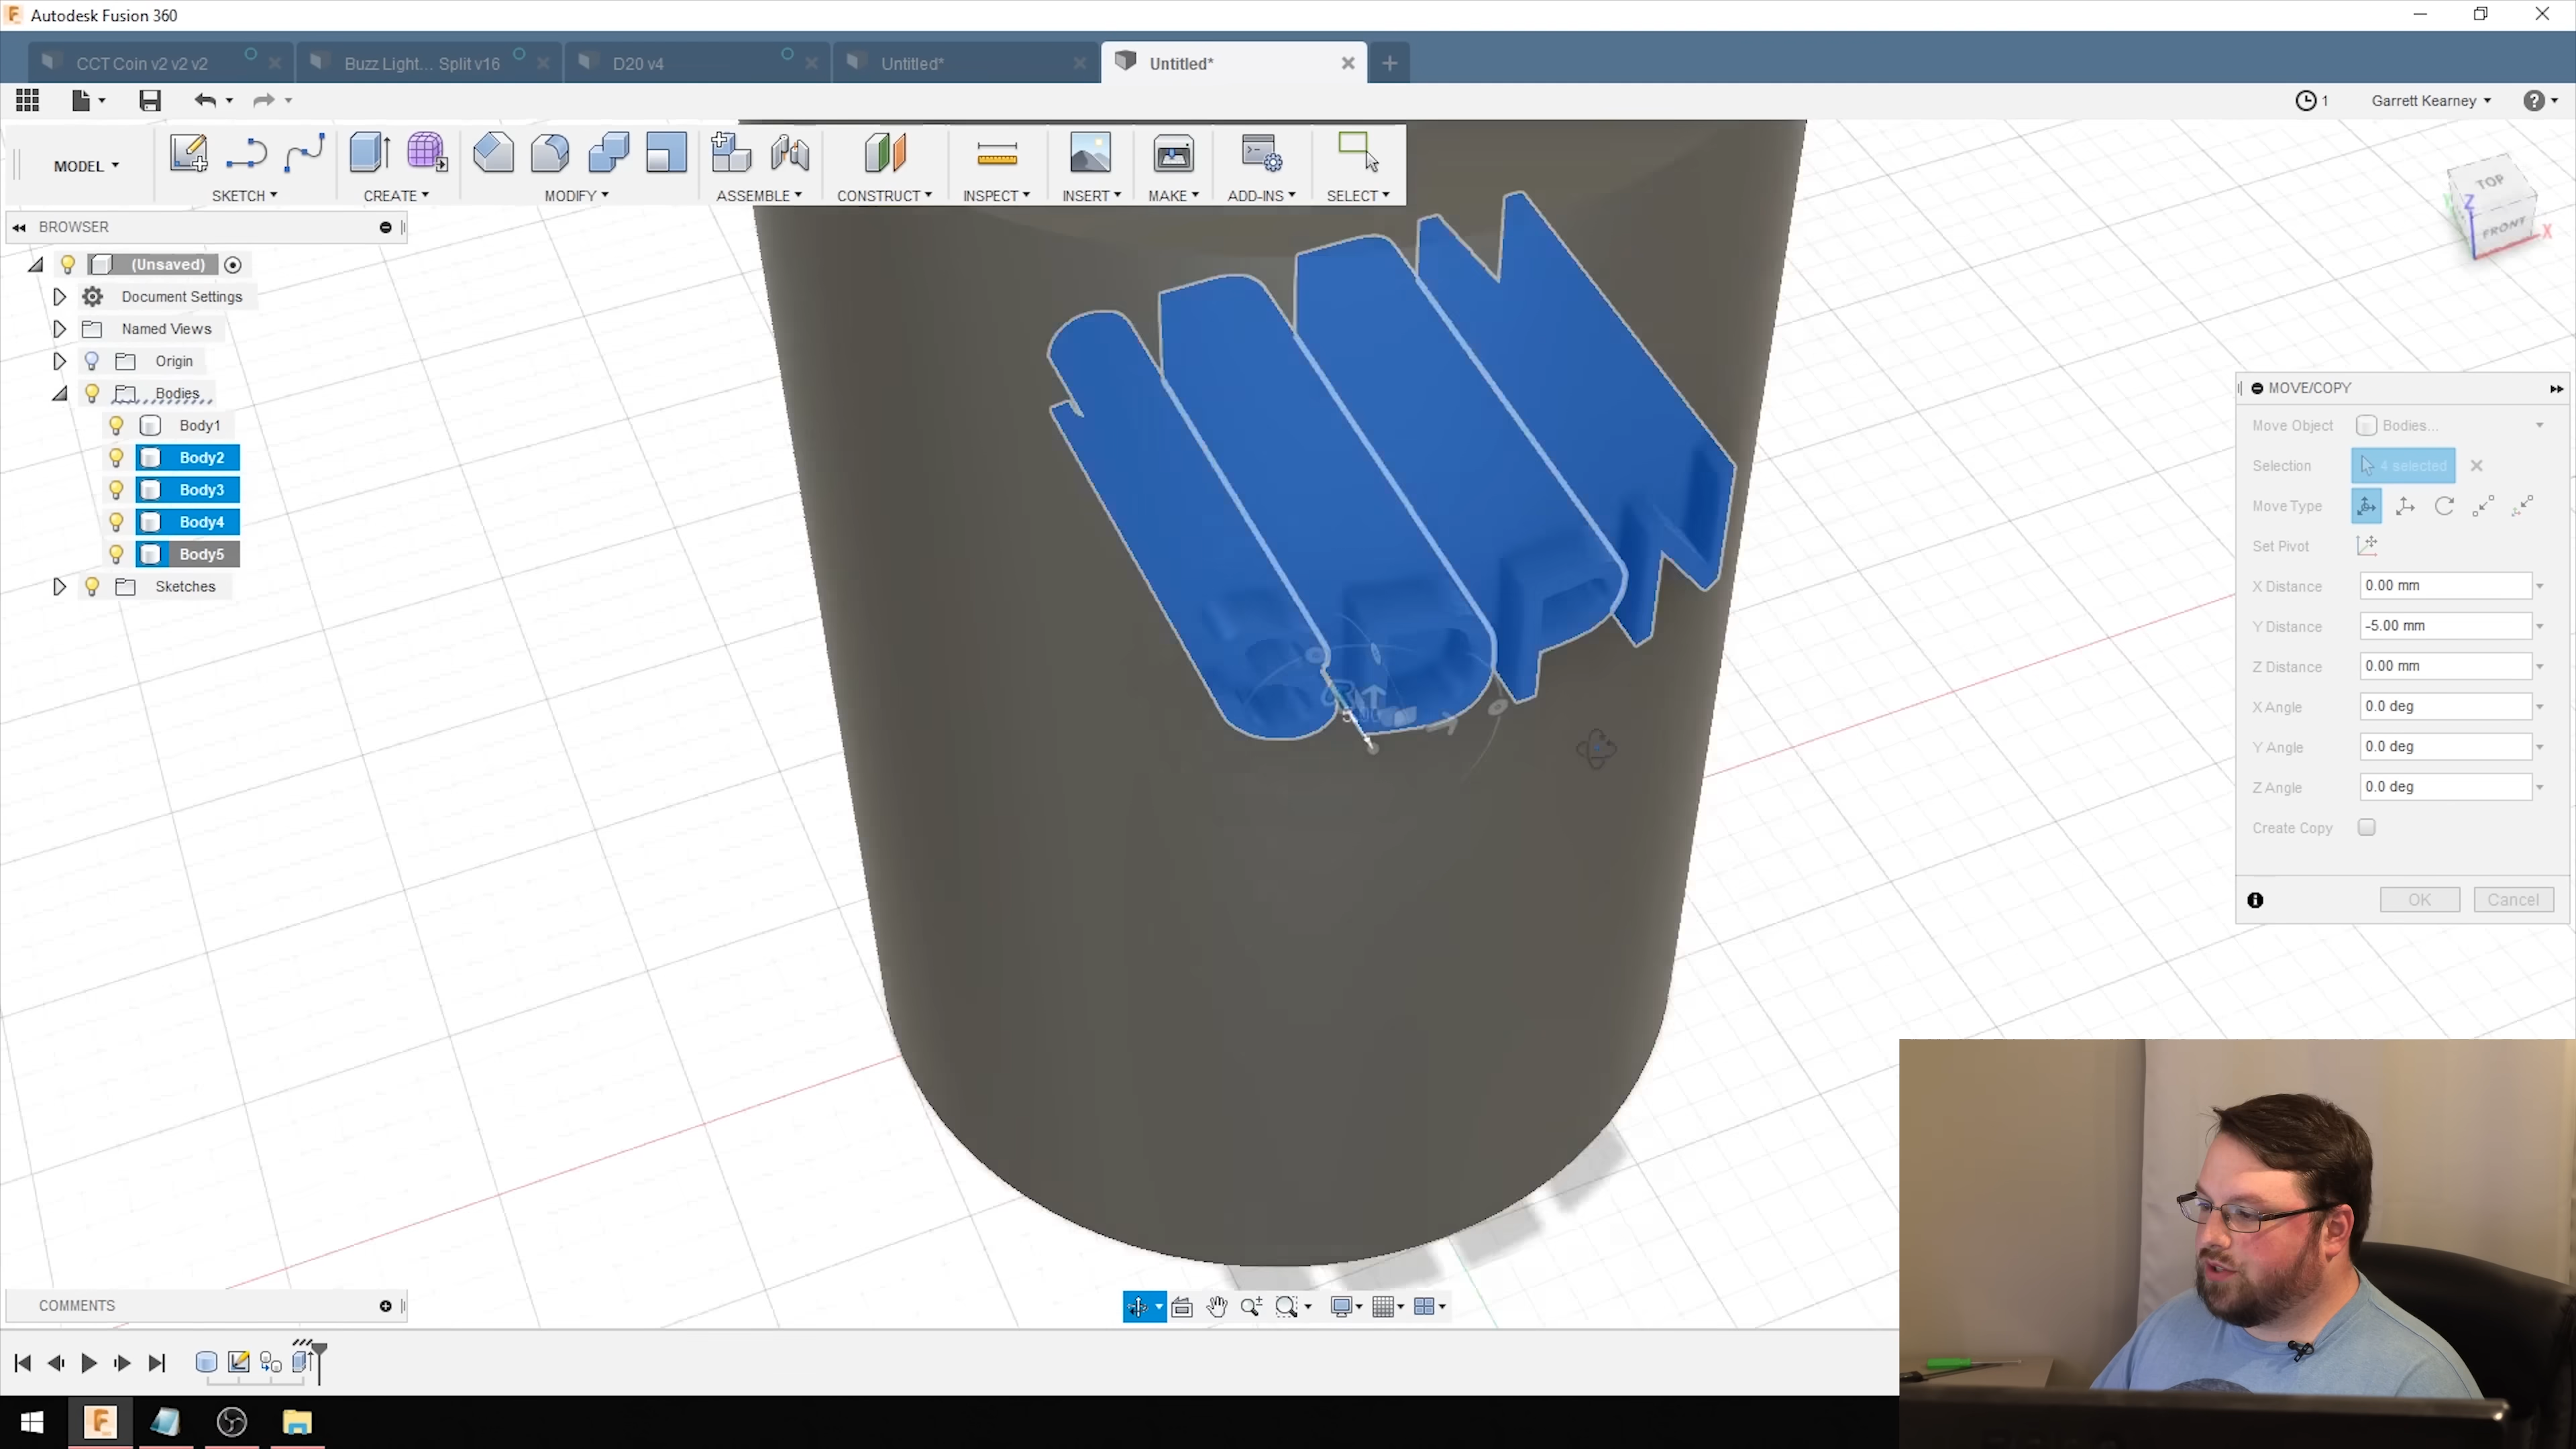 Autodesk Fusion 360
CCT Coin v2 v2 v2
Buzz Light... Split v16
D20 v4
Untitled*
Untitled*
1
Garrett Kearney
MODEL
SKETCH
CREATE
MODIFY
ASSEMBLE
CONSTRUCT
INSPECT
INSERT
MAKE
ADD-INS
SELECT
TOP
FRONT
Z
X
BROWSER
(Unsaved)
Document Settings
Named Views
Origin
Bodies
Body1
Body2
Body3
Body4
Body5
Sketches
MOVE/COPY
Move Object
Bodies...
Selection
4 selected
Move Type
Set Pivot
X Distance
0.00 mm
Y Distance
-5.00 mm
Z Distance
0.00 mm
X Angle
0.0 deg
Y Angle
0.0 deg
Z Angle
0.0 deg
Create Copy
OK
Cancel
COMMENTS